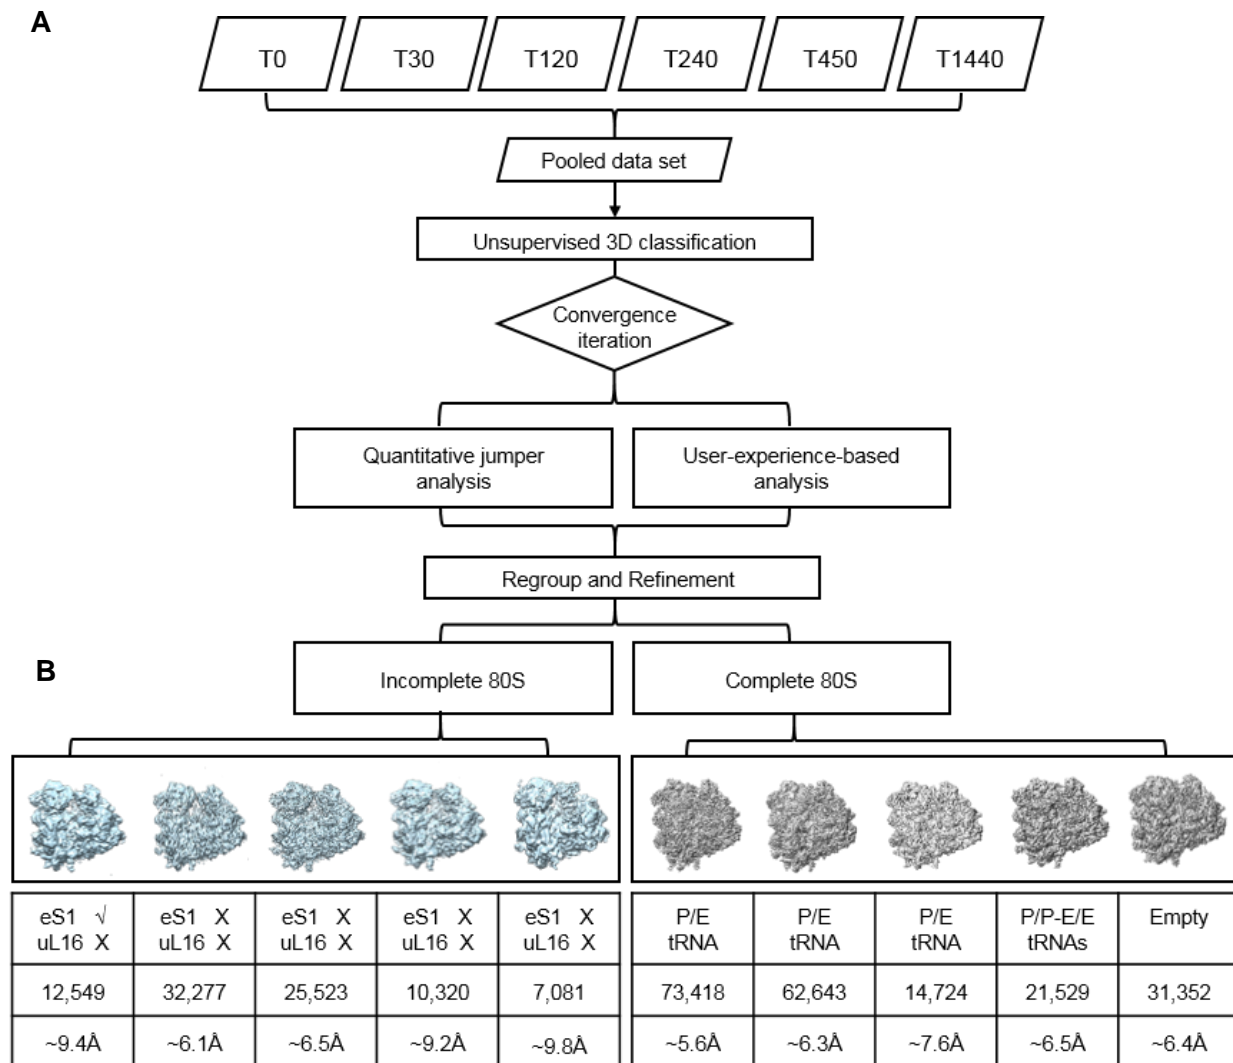 A
T0 T30 T120 T240 T450 T1440
Pooled data set
Unsupervised 3D classification
Convergence
iteration
Quantitative jumper
analysis
User-experience-based
analysis
Regroup and Refinement
B
Incomplete 80S
Complete 80S
eS1 √ eS1 X eS1 X eS1 X eS1 X P/E P/E P/E P/P-E/E Empty
uL16 X uL16 X uL16 X uL16 X uL16 X tRNA tRNA tRNA tRNAs
12,549 32,277 25,523 10,320 7,081 73,418 62,643 14,724 21,529 31,352
~9.4Å ~6.1Å ~6.5Å ~9.2Å ~9.8Å ~5.6Å ~6.3Å ~7.6Å ~6.5Å ~6.4Å